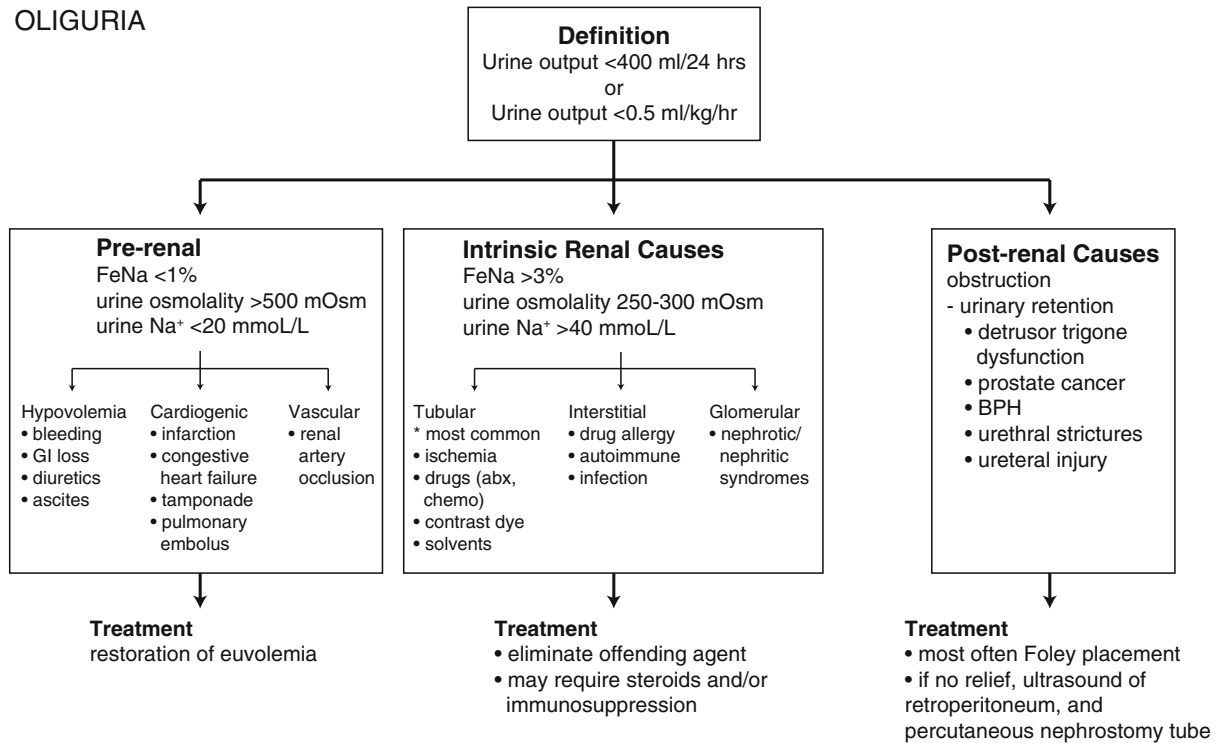 OLIGURIA
Definition
Urine output <400 ml/24 hrs
or
Urine output <0.5 ml/kg/hr
Pre-renal
FeNa <1%
urine osmolality >500 mOsm
urine Na⁺ <20 mmoL/L
Hypovolemia
• bleeding
• GI loss
• diuretics
• ascites
Cardiogenic
• infarction
• congestive
heart failure
• tamponade
• pulmonary
embolus
Vascular
• renal
artery
occlusion
Treatment
restoration of euvolemia
Intrinsic Renal Causes
FeNa >3%
urine osmolality 250-300 mOsm
urine Na⁺ >40 mmoL/L
Tubular
* most common
• ischemia
• drugs (abx,
chemo)
• contrast dye
• solvents
Interstitial
• drug allergy
• autoimmune
• infection
Glomerular
• nephrotic/
nephritic
syndromes
Treatment
• eliminate offending agent
• may require steroids and/or
immunosuppression
Post-renal Causes
obstruction
- urinary retention
• detrusor trigone
dysfunction
• prostate cancer
• BPH
• urethral strictures
• ureteral injury
Treatment
• most often Foley placement
• if no relief, ultrasound of
retroperitoneum, and
percutaneous nephrostomy tube